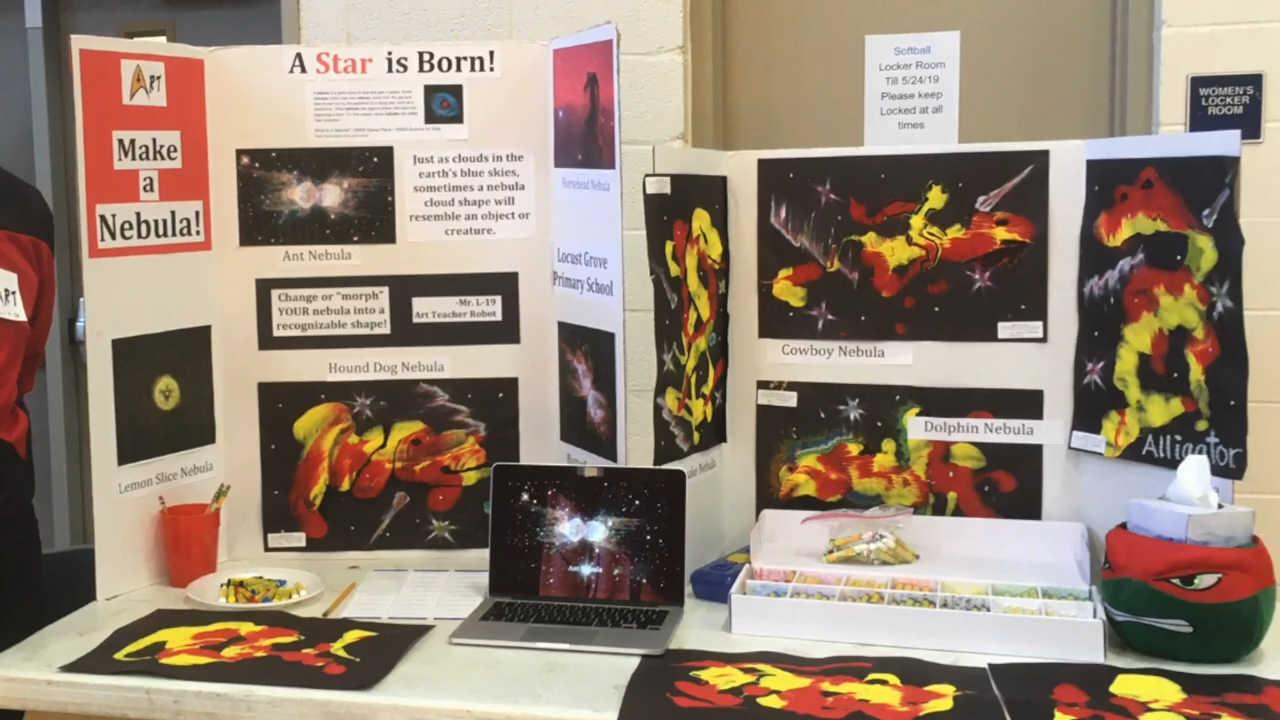 ART
Make
a
Nebula!
Lemon Slice Nebula
A Star is Born!
Ant Nebula
Just as clouds in the
earth's blue skies,
sometimes a nebula
cloud shape will
resemble an object or
creature.
Change or "morph"
YOUR nebula into a
recognizable shape!
-Mr. L-19
Art Teacher Robot
Hound Dog Nebula
Horsehead Nebula
Locust Grove
Primary School
Ant Nebula
Nebula
Cowboy Nebula
Dolphin Nebula
Alligator
Softball
Locker Room
Till 5/24/19
Please keep
Locked at all
times
WOMEN'S
LOCKER
ROOM